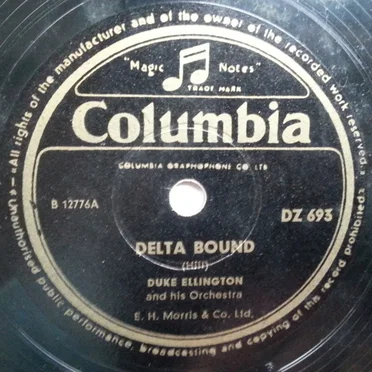 «All rights of the manufacturer and of the owner of the recorded work reserved.
"Magic Notes"
TRADE MARK
Columbia
COLUMBIA GRAPHOPHONE CO. LTD.
B 12776A
DZ 693
DELTA BOUND
(Hill)
DUKE ELLINGTON
and his Orchestra
E. H. Morris & Co. Ltd.
Unauthorised public performance, broadcasting and copying of this record prohibited.»